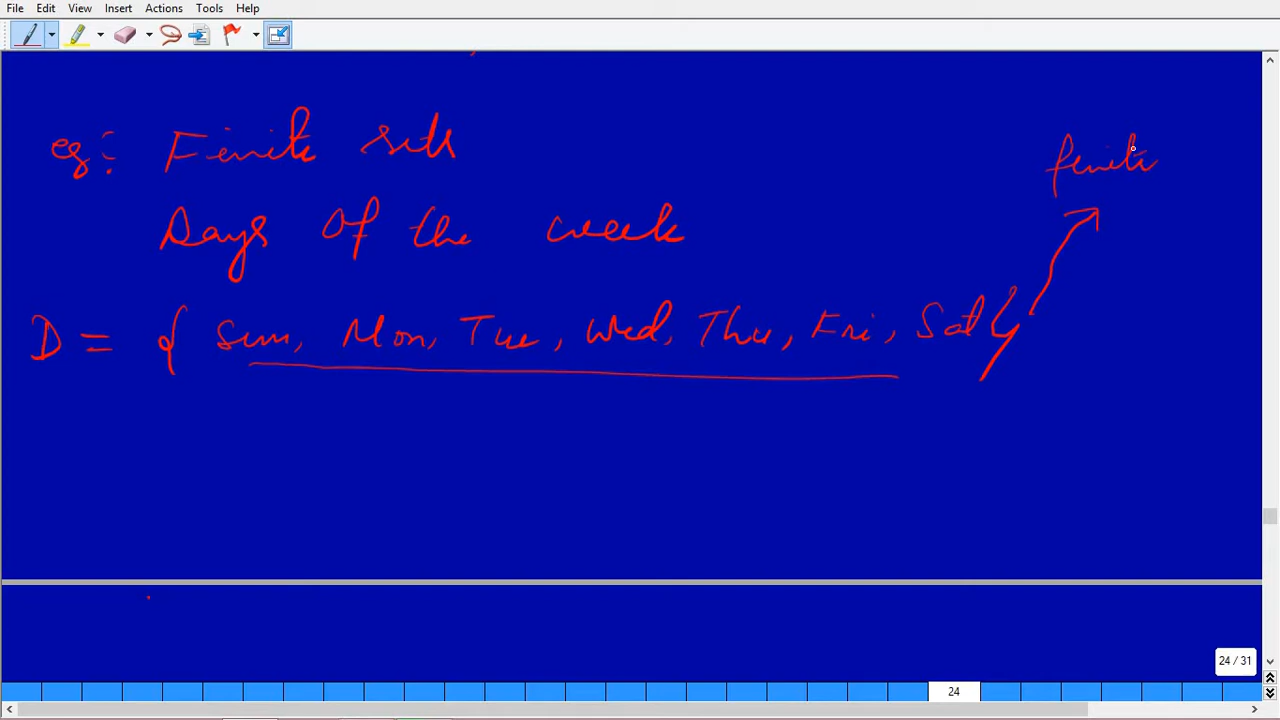 File Edit View Insert Actions Tools Help
eg: Finite sets
finite
Days of the week
D = { Sun, Mon, Tue, Wed, Thu, Fri, Sat }
24 / 31
24